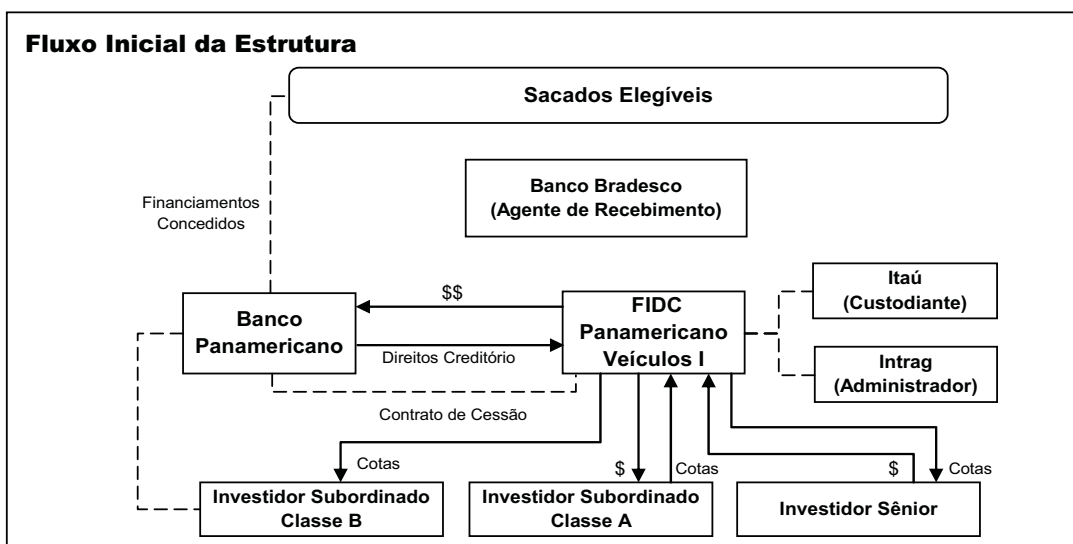 Fluxo Inicial da Estrutura
Sacados Elegíveis
Banco Bradesco
(Agente de Recebimento)
Financiamentos
Concedidos
Itaú
(Custodiante)
$$
Banco
Panamericano
FIDC
Panamericano
Veículos I
Direitos Creditório
Intrag
(Administrador)
Contrato de Cessão
Cotas
$
Cotas
$
Cotas
Investidor Subordinado
Classe B
Investidor Subordinado
Classe A
Investidor Sênior